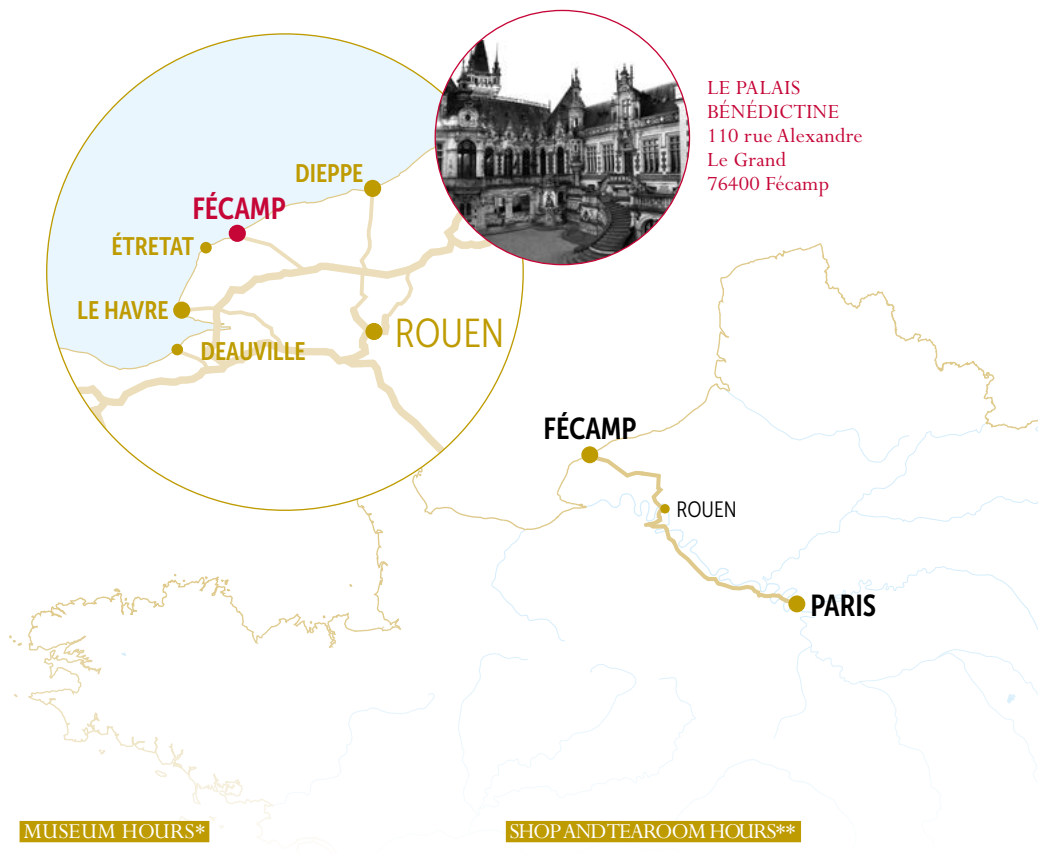 LE PALAIS
BÉNÉDICTINE
110 rue Alexandre
Le Grand
76400 Fécamp
DIEPPE
FÉCAMP
ÉTRETAT
LE HAVRE
ROUEN
DEAUVILLE
FÉCAMP
ROUEN
PARIS
MUSEUM HOURS*
SHOP AND TEAROOM HOURS**